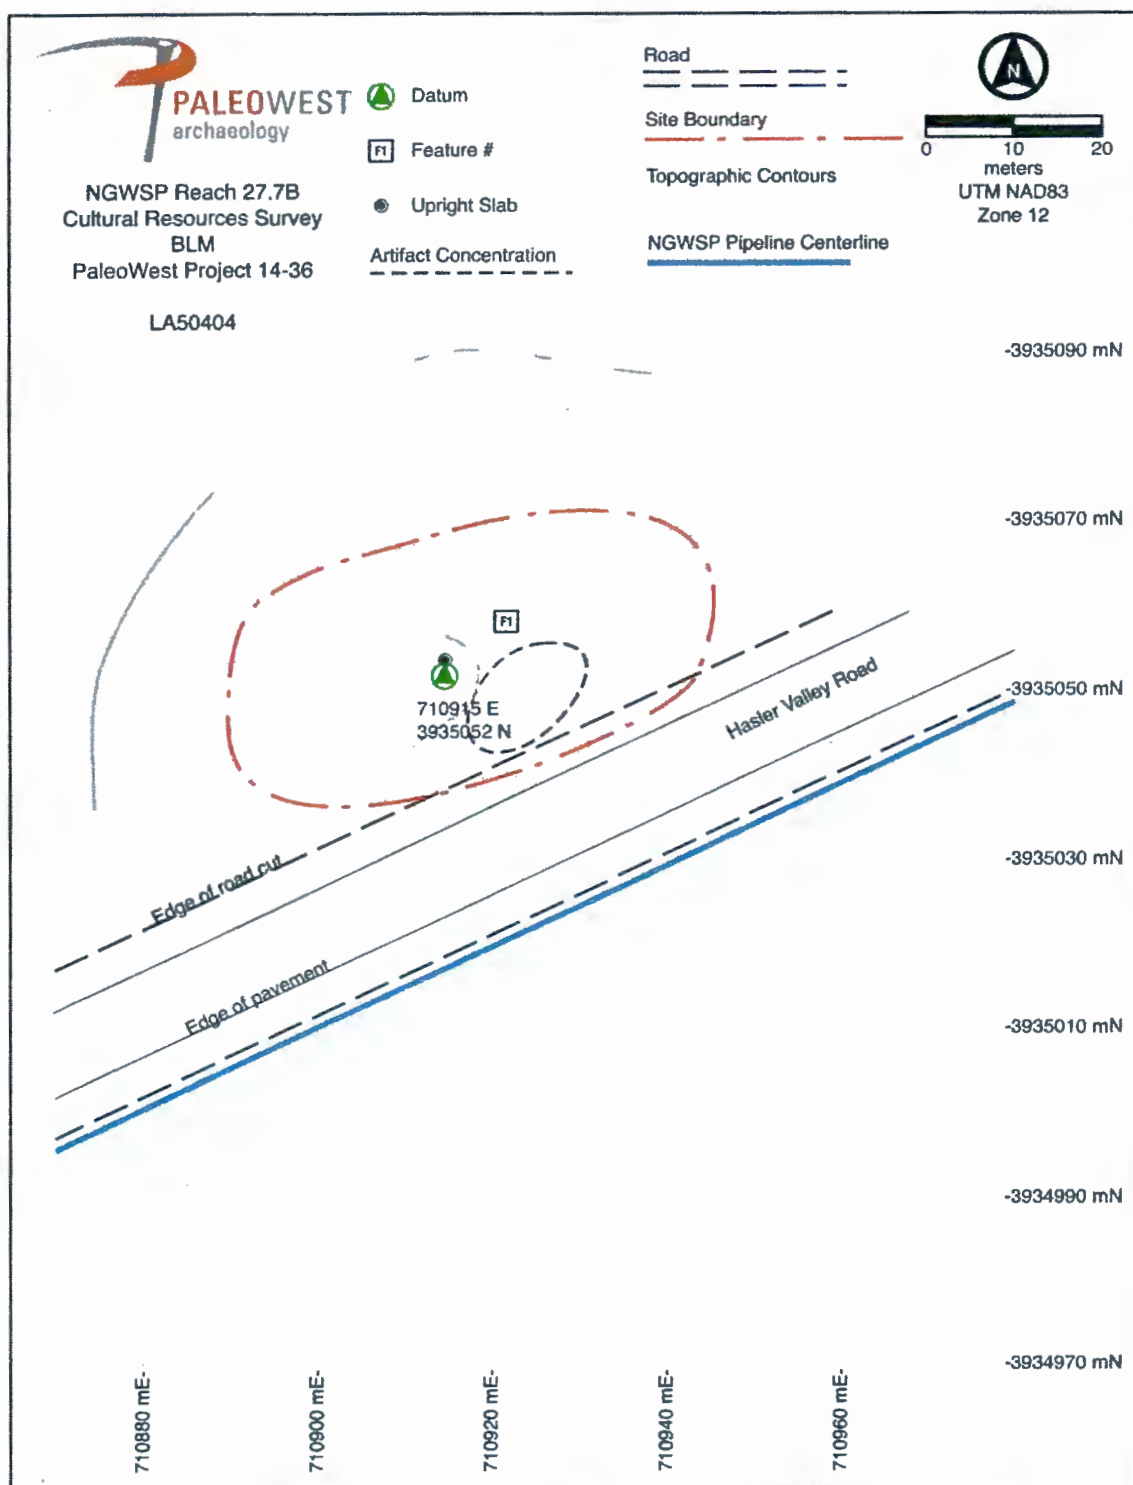 PALEOWEST
archaeology
NGWSP Reach 27.7B
Cultural Resources Survey
BLM
PaleoWest Project 14-36
LA50404
Datum
F1
Feature #
Upright Slab
Artifact Concentration
Road
Site Boundary
Topographic Contours
NGWSP Pipeline Centerline
N
0 10 20
meters
UTM NAD83
Zone 12
-3935090 mN
-3935070 mN
F1
710915 E
3935052 N
-3935050 mN
Hasler Valley Road
Edge of road cut
-3935030 mN
Edge of pavement
-3935010 mN
-3934990 mN
-3934970 mN
710880 mE-
710900 mE-
710920 mE-
710940 mE-
710960 mE-